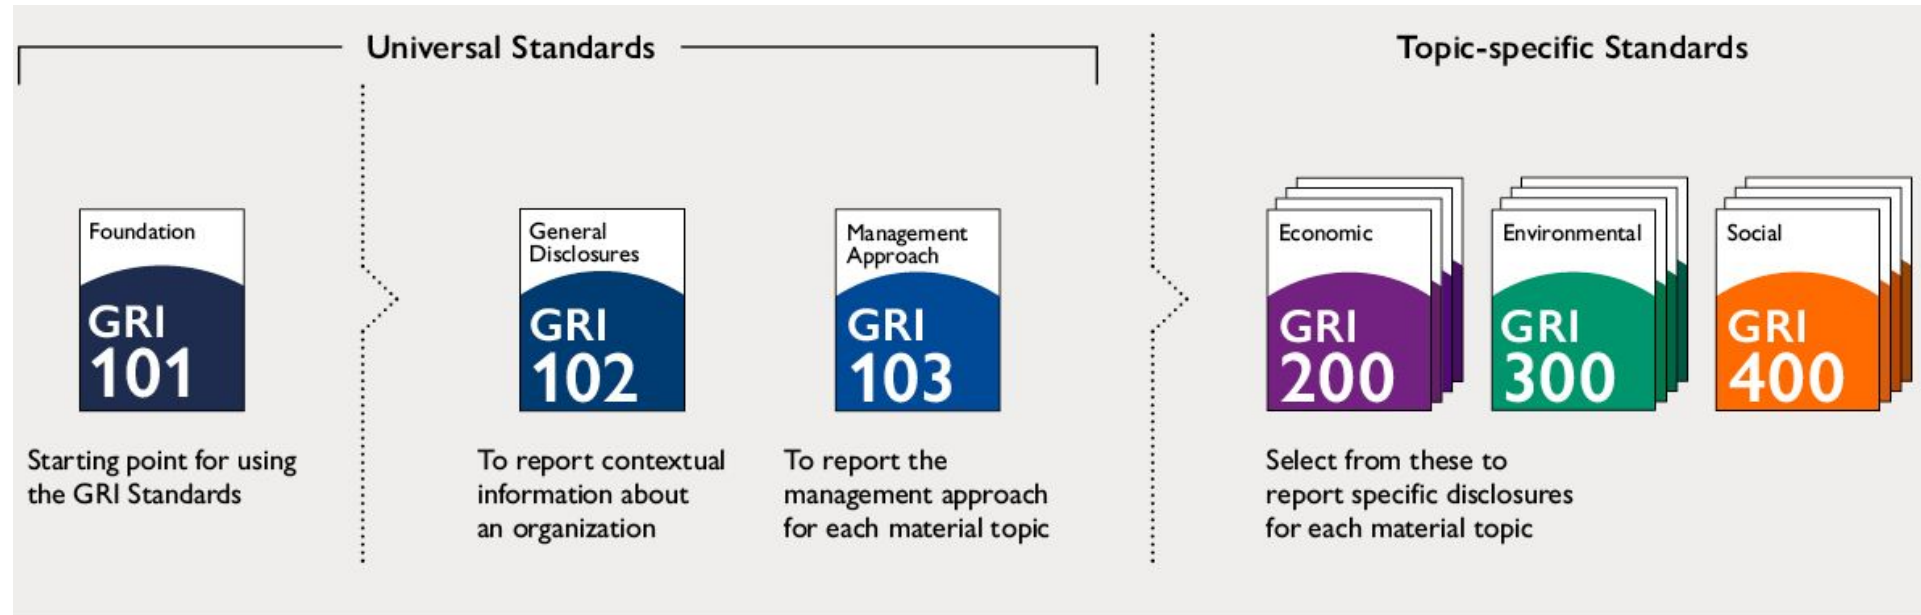 Universal Standards
Topic-specific Standards
Foundation
GRI
101
Starting point for using
the GRI Standards
General
Disclosures
GRI
102
To report contextual
information about
an organization
Management
Approach
GRI
103
To report the
management approach
for each material topic
Economic
GRI
200
Environmental
GRI
300
Social
GRI
400
Select from these to
report specific disclosures
for each material topic